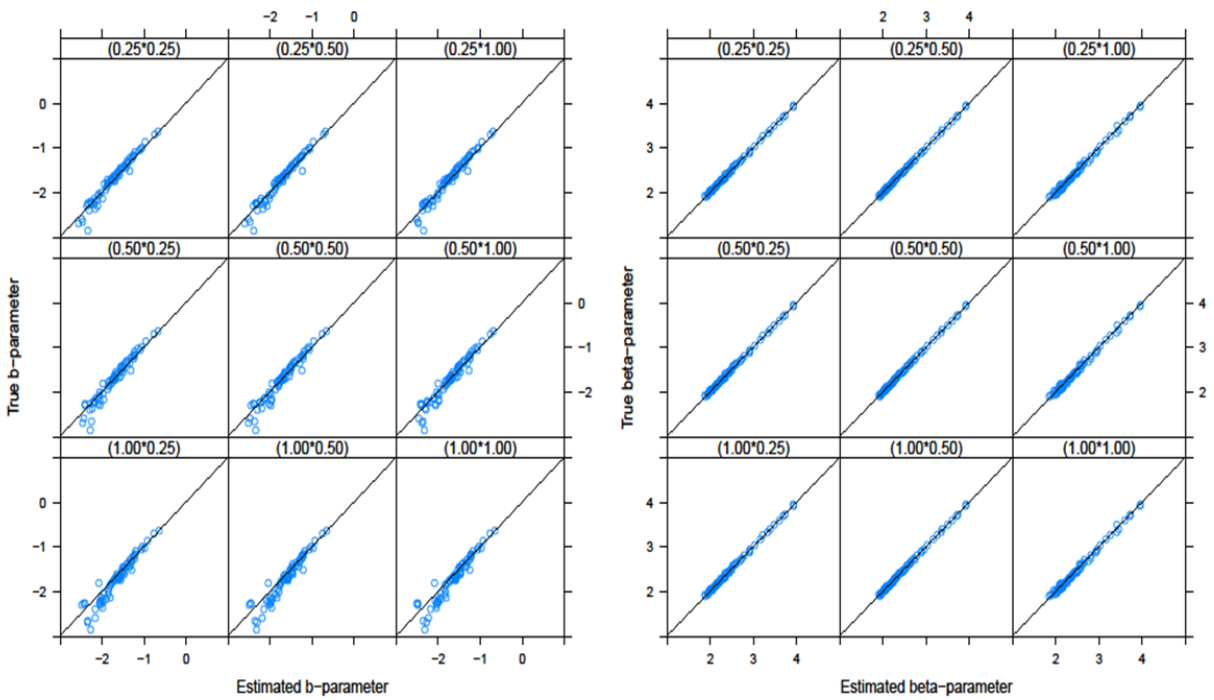 −2 −1 0
(0.25*0.25) (0.25*0.50) (0.25*1.00)
0
−1
−2
(0.50*0.25) (0.50*0.50) (0.50*1.00)
0
−1
−2
(1.00*0.25) (1.00*0.50) (1.00*1.00)
0
−1
−2
−2 −1 0 −2 −1 0
True b−parameter
Estimated b−parameter
2 3 4
(0.25*0.25) (0.25*0.50) (0.25*1.00)
4
3
2
(0.50*0.25) (0.50*0.50) (0.50*1.00)
4
3
2
(1.00*0.25) (1.00*0.50) (1.00*1.00)
4
3
2
2 3 4 2 3 4
True beta−parameter
Estimated beta−parameter